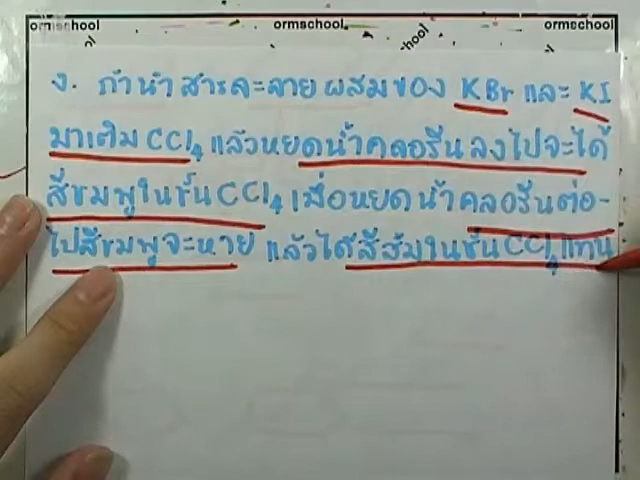 ormschool ormschool ormschool
ง. ถ้านำสารละลายผสมของ KBr และ KI
มาเติม CCl4 แล้วหยดน้ำคลอรีนลงไปจะได้
สีชมพูในชั้น CCl4 เมื่อหยดน้ำคลอรีนต่อ-
ไปสีชมพูจะหาย แล้วได้สีส้มในชั้น CCl4 แทน